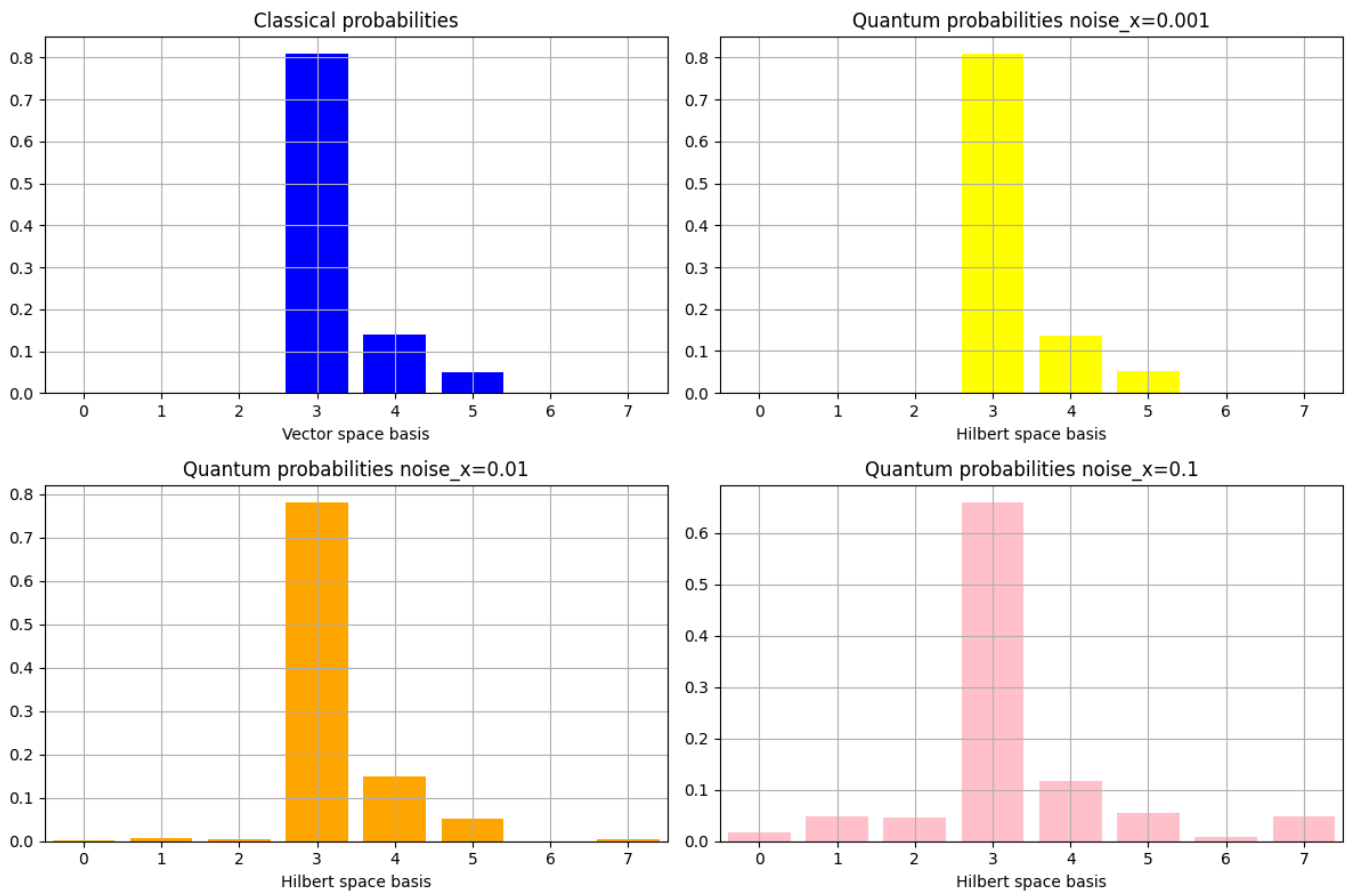 Classical probabilities
0.8
0.7
0.6
0.5
0.4
0.3
0.2
0.1
0.0
0 1 2 3 4 5 6 7
Vector space basis
Quantum probabilities noise_x=0.001
0.8
0.7
0.6
0.5
0.4
0.3
0.2
0.1
0.0
0 1 2 3 4 5 6 7
Hilbert space basis
Quantum probabilities noise_x=0.01
0.8
0.7
0.6
0.5
0.4
0.3
0.2
0.1
0.0
0 1 2 3 4 5 6 7
Hilbert space basis
Quantum probabilities noise_x=0.1
0.6
0.5
0.4
0.3
0.2
0.1
0.0
0 1 2 3 4 5 6 7
Hilbert space basis